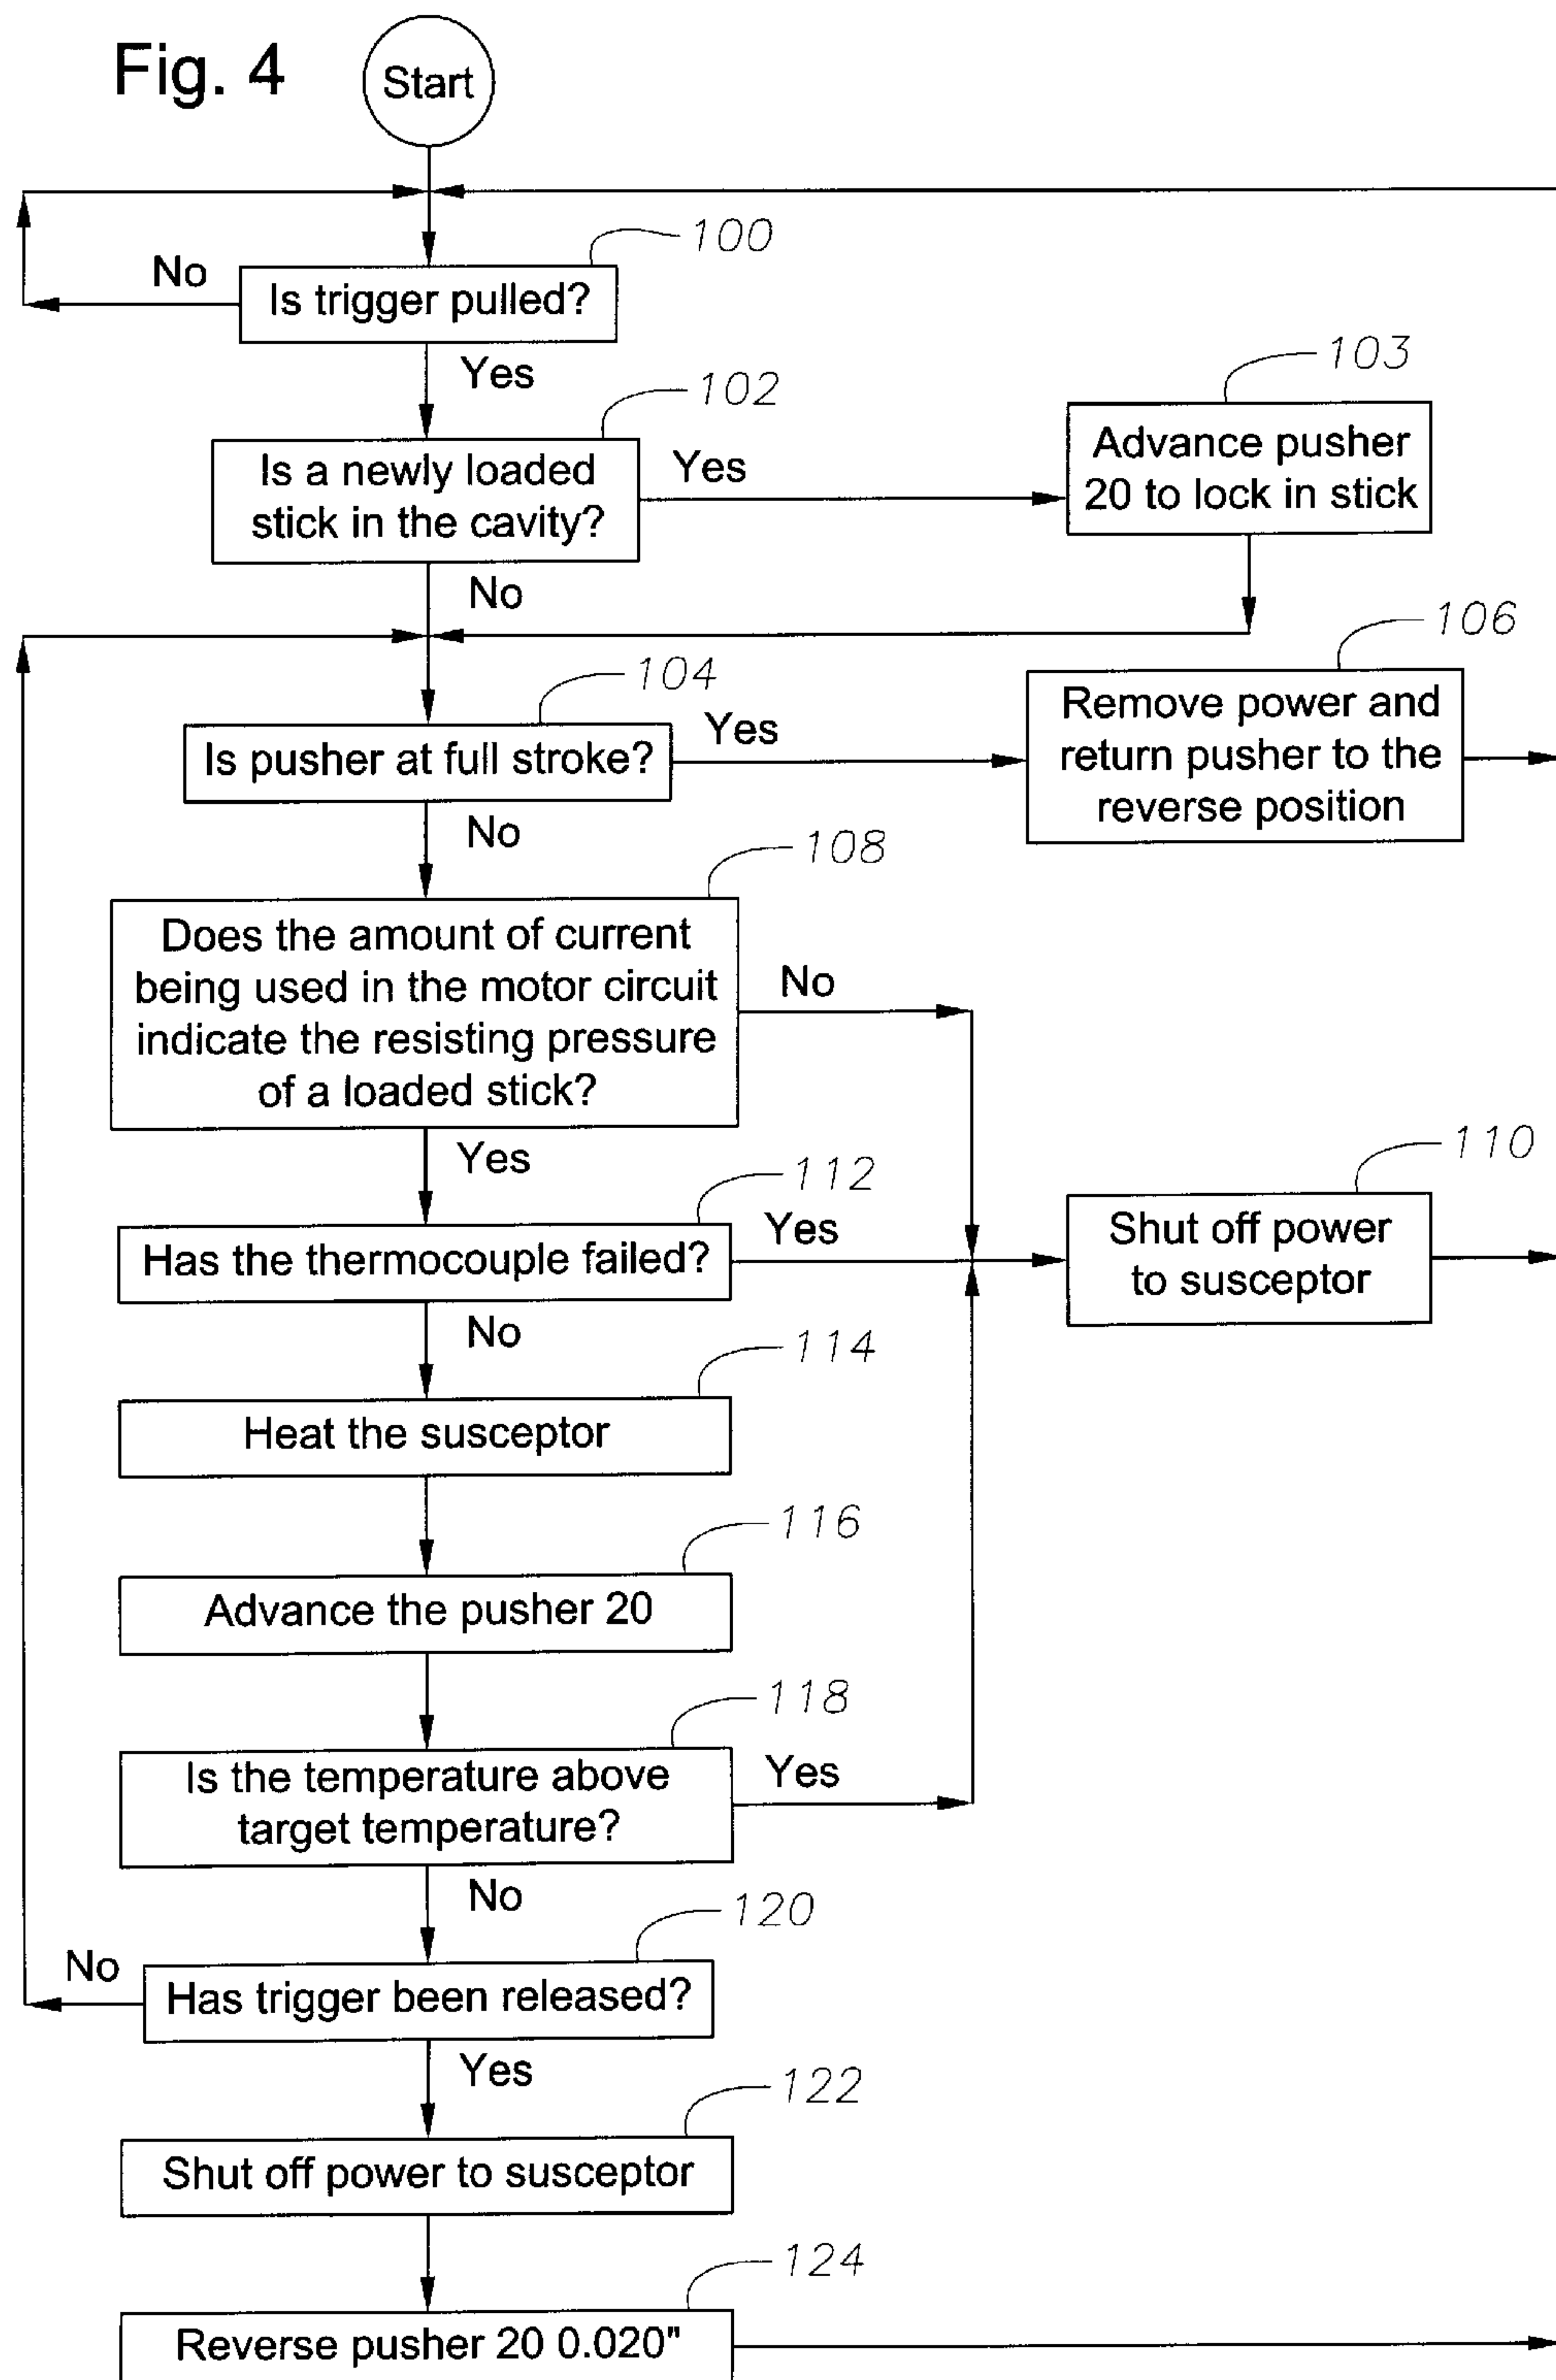 Fig. 4
Start
100
No
Is trigger pulled?
Yes
102
103
Is a newly loaded
stick in the cavity?
Yes
Advance pusher
20 to lock in stick
No
104
106
Is pusher at full stroke?
Yes
Remove power and
return pusher to the
reverse position
No
108
Does the amount of current
being used in the motor circuit
indicate the resisting pressure
of a loaded stick?
No
Yes
112
110
Has the thermocouple failed?
Yes
Shut off power
to susceptor
No
114
Heat the susceptor
116
Advance the pusher 20
118
Is the temperature above
target temperature?
Yes
No
120
No
Has trigger been released?
Yes
122
Shut off power to susceptor
124
Reverse pusher 20 0.020"